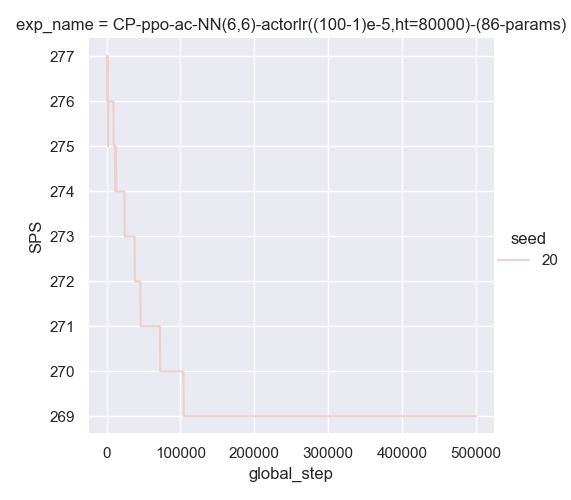 exp_name = CP-ppo-ac-NN(6,6)-actorlr((100-1)e-5,ht=80000)-(86-params)
277
276
275
274
273
272
271
270
269
SPS
0 100000 200000 300000 400000 500000
global_step
seed
20